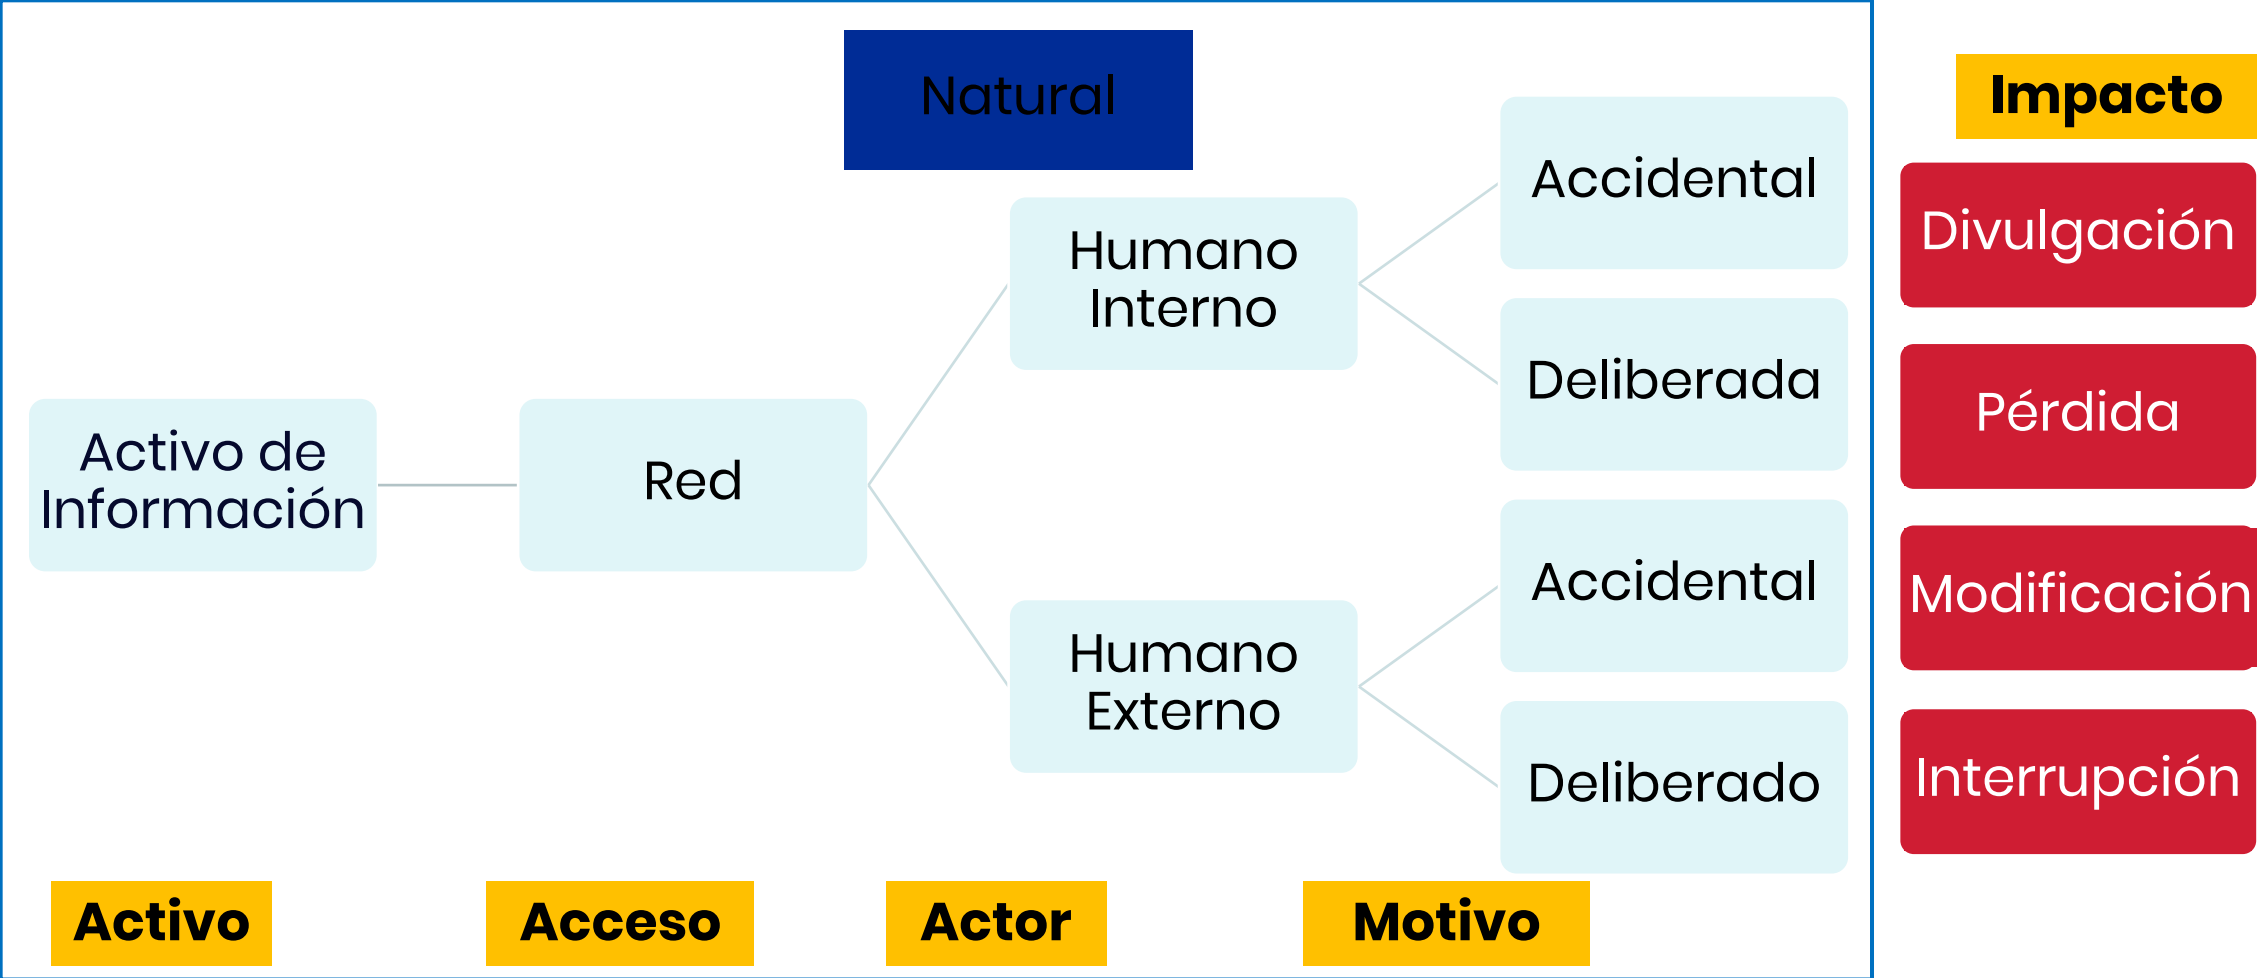 Natural
Impacto
Accidental
Divulgación
Humano
Interno
Deliberada
Pérdida
Activo de
Información
Red
Accidental
Modificación
Humano
Externo
Deliberado
Interrupción
Activo
Acceso
Actor
Motivo